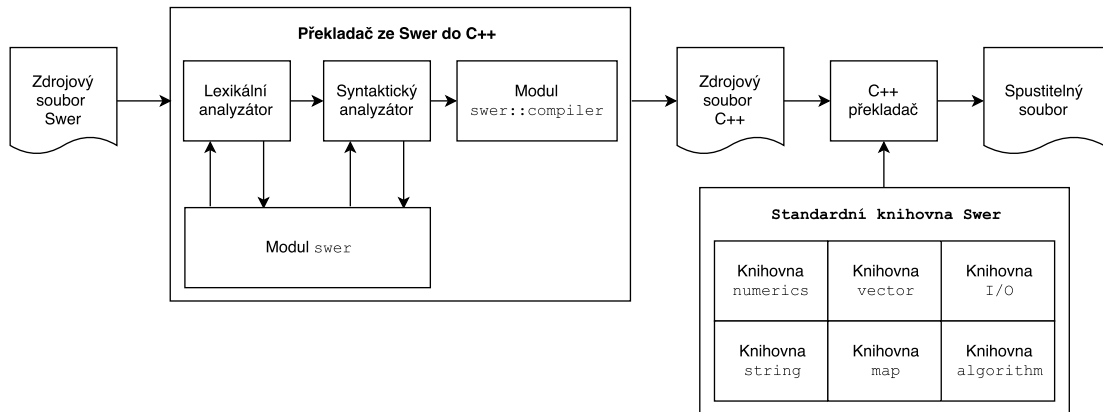 Překladač ze Swer do C++
Zdrojový
soubor
Swer
Lexikální
analyzátor
Syntaktický
analyzátor
Modul
swer::compiler
Modul swer
Zdrojový
soubor
C++
C++
překladač
Spustitelný
soubor
Standardní knihovna Swer
Knihovna
numerics
Knihovna
vector
Knihovna
I/O
Knihovna
string
Knihovna
map
Knihovna
algorithm